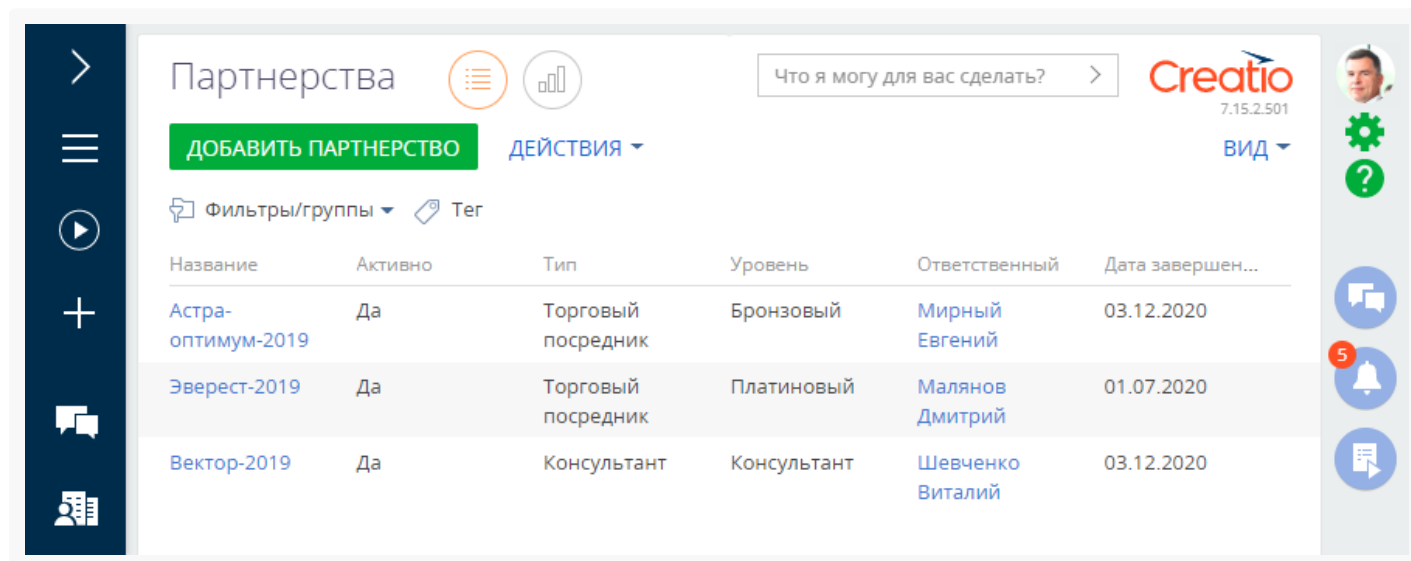 Партнерства
Что я могу для вас сделать?
Creatio
7.15.2.501
ДОБАВИТЬ ПАРТНЕРСТВО ДЕЙСТВИЯ ВИД
Фильтры/группы Тег
Название Активно Тип Уровень Ответственный Дата завершен...
Астра- Да Торговый Бронзовый Мирный 03.12.2020
оптимум-2019 посредник Евгений
Эверест-2019 Да Торговый Платиновый Малянов 01.07.2020
посредник Дмитрий
5
Вектор-2019 Да Консультант Консультант Шевченко 03.12.2020
Виталий